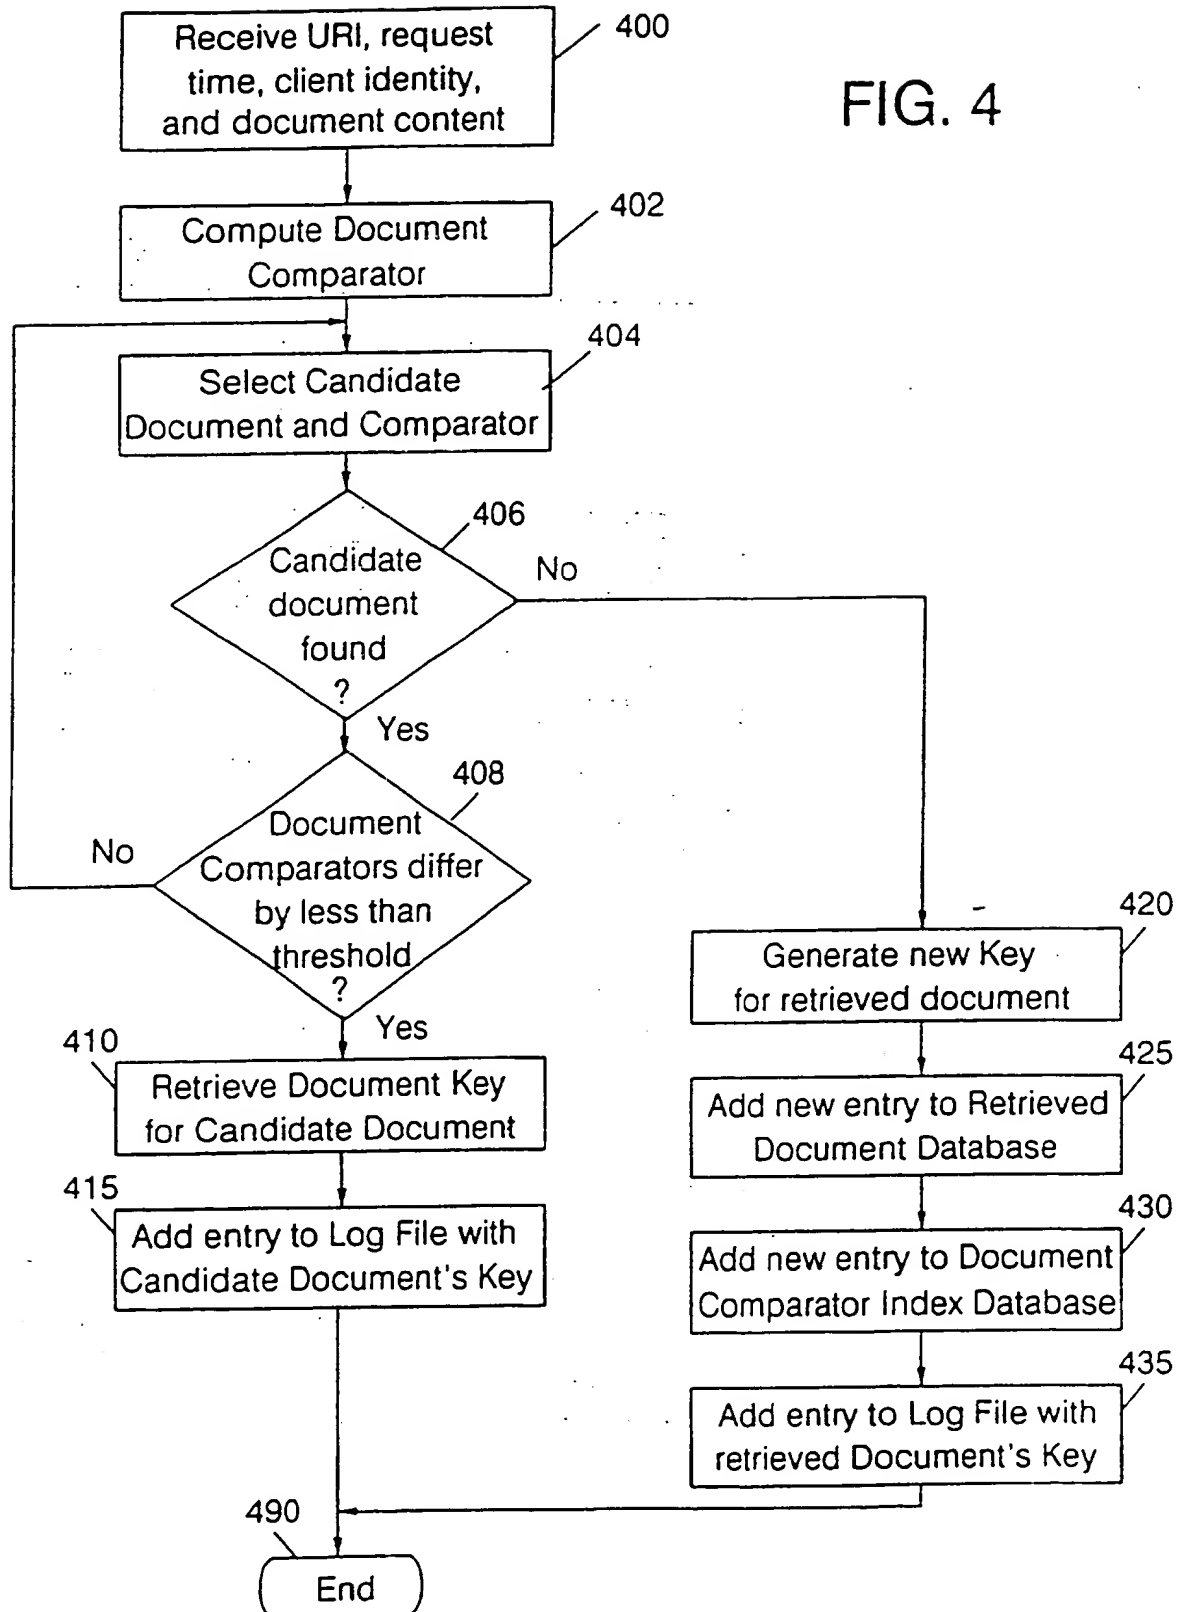 Receive URI, request
time, client identity,
and document content
400
FIG. 4
Compute Document
Comparator
402
Select Candidate
Document and Comparator
404
Candidate
document
found
?
406
No
Yes
Document
Comparators differ
by less than
threshold
?
408
No
Yes
410
Retrieve Document Key
for Candidate Document
415
Add entry to Log File with
Candidate Document's Key
420
Generate new Key
for retrieved document
425
Add new entry to Retrieved
Document Database
430
Add new entry to Document
Comparator Index Database
435
Add entry to Log File with
retrieved Document's Key
490
End